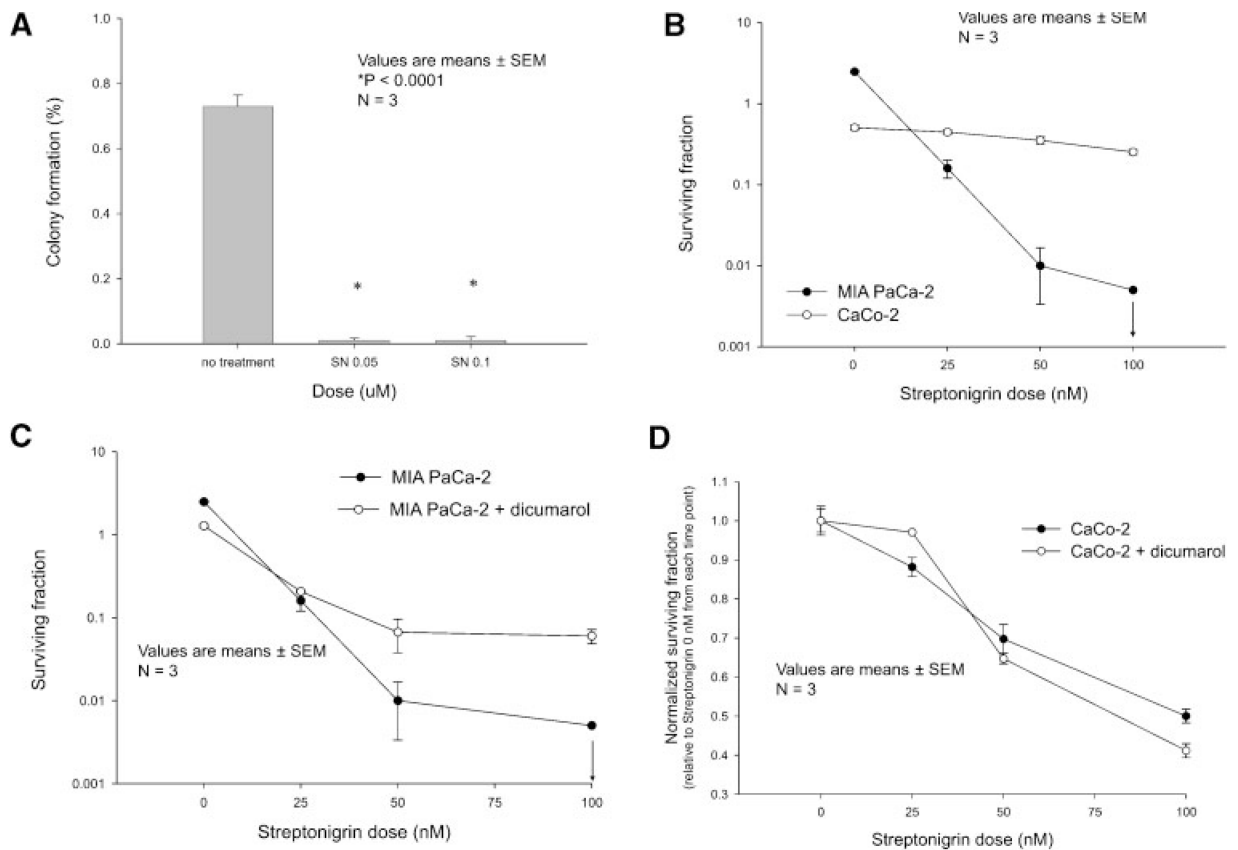 A
Values are means ± SEM
*P < 0.0001
N = 3
Colony formation (%)
1.0
0.8
0.6
0.4
0.2
0.0
*
*
no treatment
SN 0.05
SN 0.1
Dose (uM)
B
Values are means ± SEM
N = 3
Surviving fraction
10
1
0.1
0.01
0.001
MIA PaCa-2
CaCo-2
0
25
50
100
Streptonigrin dose (nM)
C
MIA PaCa-2
MIA PaCa-2 + dicumarol
Surviving fraction
10
1
0.1
0.01
0.001
Values are means ± SEM
N = 3
0
25
50
75
100
Streptonigrin dose (nM)
D
CaCo-2
CaCo-2 + dicumarol
Normalized surviving fraction
(relative to Streptonigrin 0 nM from each time point)
1.1
1.0
0.9
0.8
0.7
0.6
0.5
0.4
0.3
Values are means ± SEM
N = 3
0
25
50
75
100
Streptonigrin dose (nM)